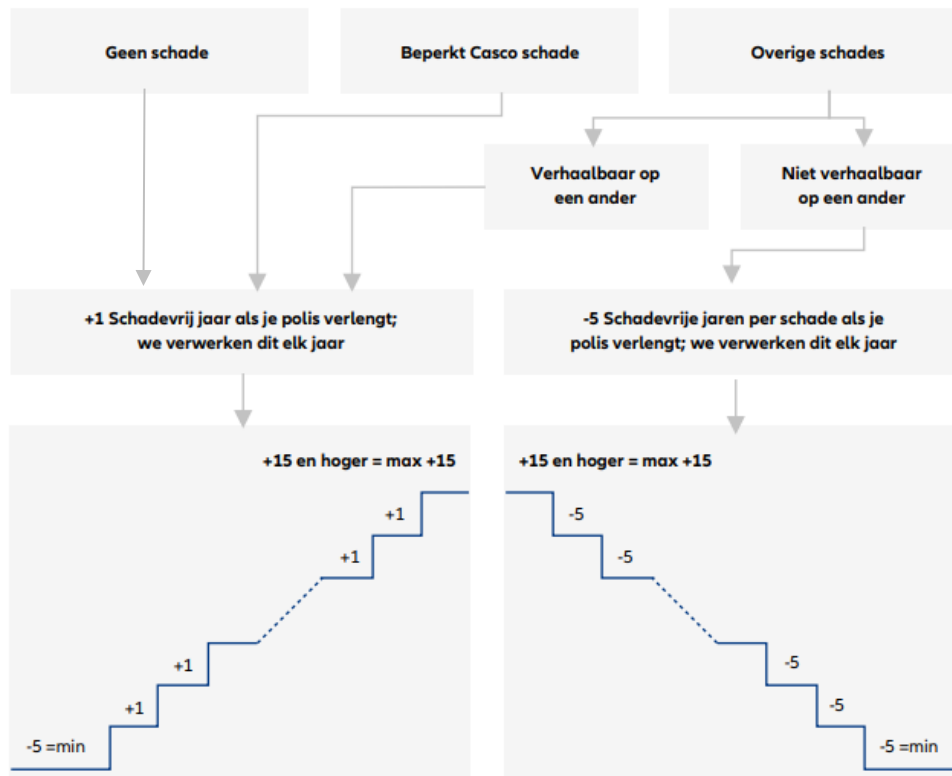 Geen schade
Beperkt Casco schade
Overige schades
Verhaalbaar op
een ander
Niet verhaalbaar
op een ander
+1 Schadevrij jaar als je polis verlengt;
we verwerken dit elk jaar
-5 Schadevrije jaren per schade als je
polis verlengt; we verwerken dit elk jaar
+15 en hoger = max +15
+1
+1
+1
+1
-5 =min
+15 en hoger = max +15
-5
-5
-5
-5
-5 =min